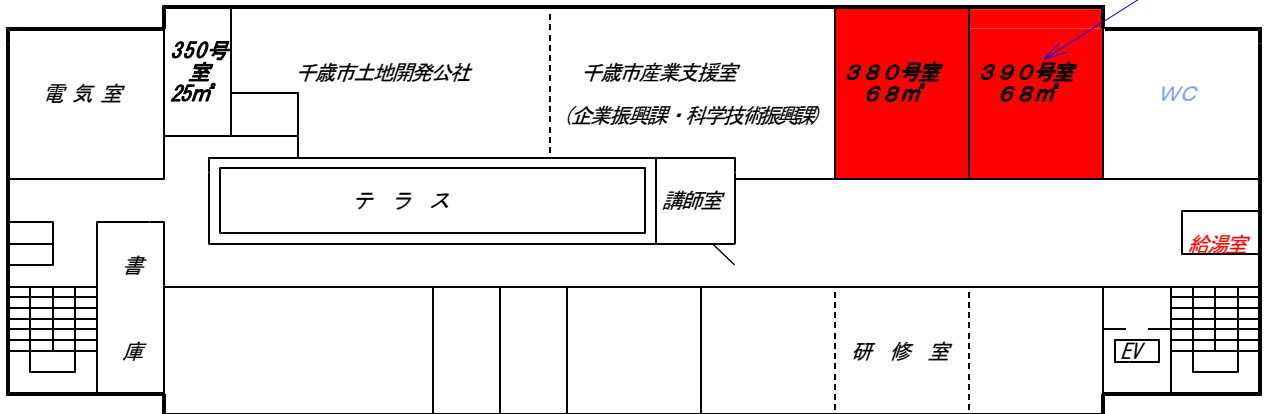 電 気 室
350号
室
25㎡
千歳市土地開発公社
千歳市産業支援室
(企業振興課・科学技術振興課)
３８０号室
６８㎡
３９０号室
６８㎡
WC
テ ラ ス
講師室
給湯室
書
庫
研 修 室
EV